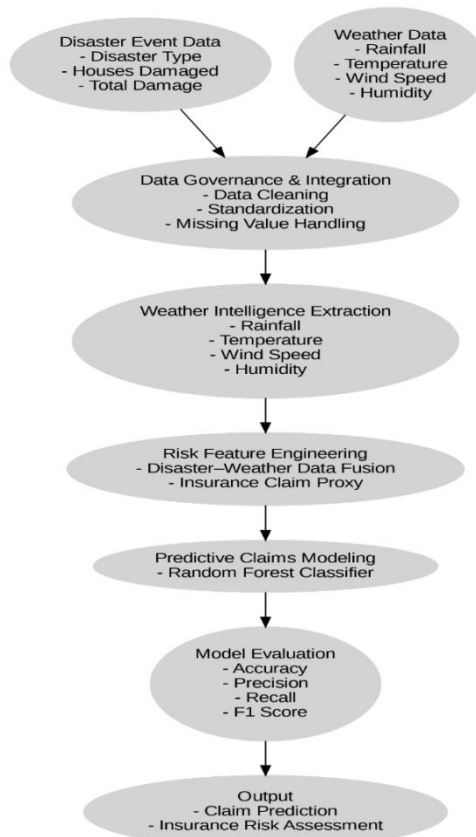 Disaster Event Data
- Disaster Type
- Houses Damaged
- Total Damage
Weather Data
- Rainfall
- Temperature
- Wind Speed
- Humidity
Data Governance & Integration
- Data Cleaning
- Standardization
- Missing Value Handling
Weather Intelligence Extraction
- Rainfall
- Temperature
- Wind Speed
- Humidity
Risk Feature Engineering
- Disaster–Weather Data Fusion
- Insurance Claim Proxy
Predictive Claims Modeling
- Random Forest Classifier
Model Evaluation
- Accuracy
- Precision
- Recall
- F1 Score
Output
- Claim Prediction
- Insurance Risk Assessment